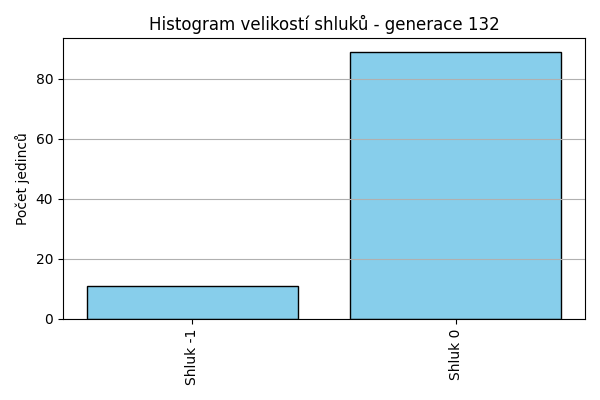 Histogram velikostí shluků - generace 132
Počet jedinců
80
60
40
20
0
Shluk -1
Shluk 0